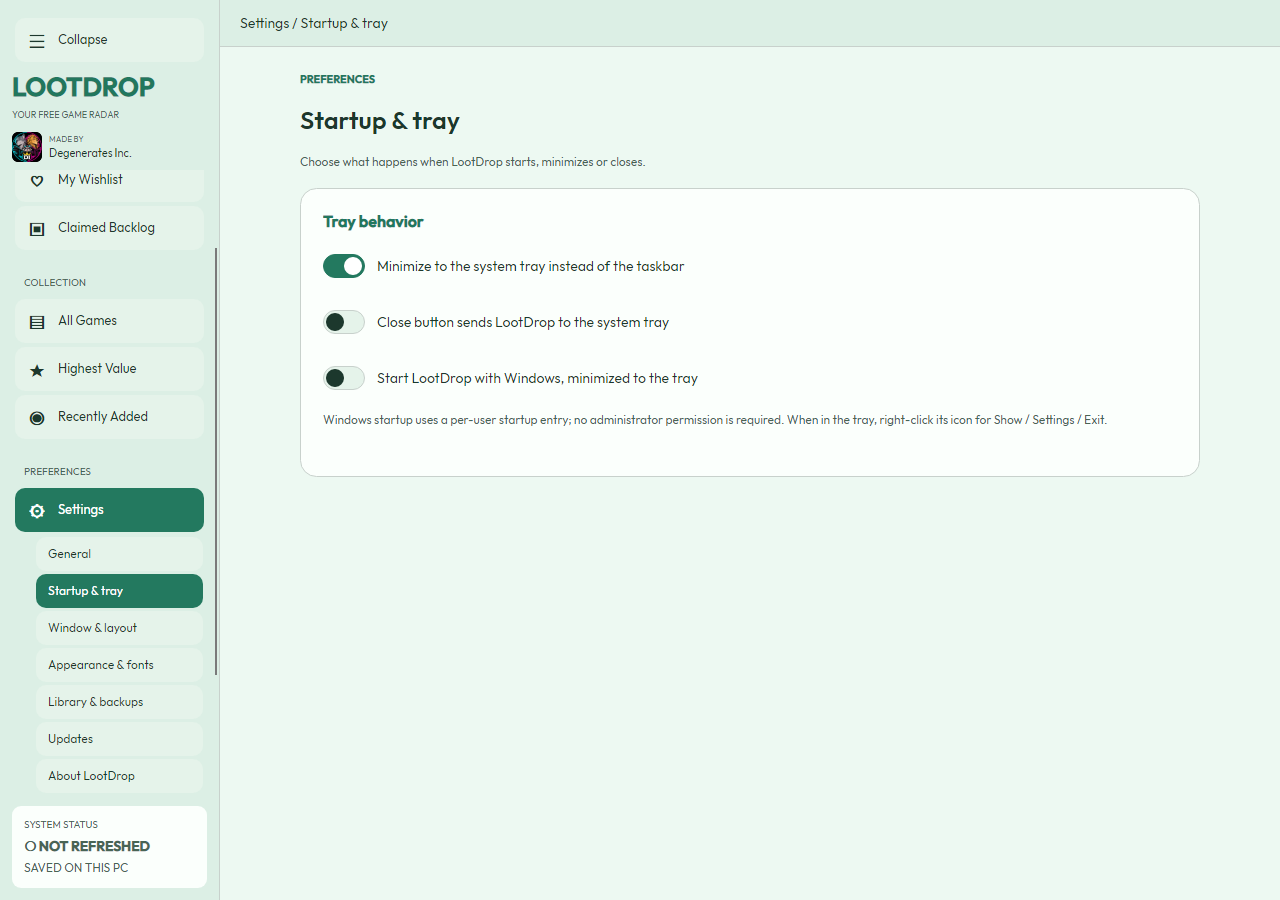 Collapse
LOOTDROP
YOUR FREE GAME RADAR
MADE BY
Degenerates Inc.
My Wishlist
Claimed Backlog
COLLECTION
All Games
Highest Value
Recently Added
PREFERENCES
Settings
General
Startup & tray
Window & layout
Appearance & fonts
Library & backups
Updates
About LootDrop
SYSTEM STATUS
NOT REFRESHED
SAVED ON THIS PC
Settings / Startup & tray
PREFERENCES
Startup & tray
Choose what happens when LootDrop starts, minimizes or closes.
Tray behavior
Minimize to the system tray instead of the taskbar
Close button sends LootDrop to the system tray
Start LootDrop with Windows, minimized to the tray
Windows startup uses a per-user startup entry; no administrator permission is required. When in the tray, right-click its icon for Show / Settings / Exit.